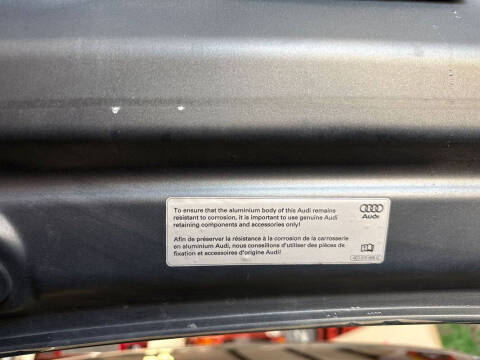 To ensure that the aluminium body of this Audi remains
resistant to corrosion, it is important to use genuine Audi
retaining components and accessories only!
Audi
Afin de préserver la résistance à la corrosion de la carrosserie
en aluminium Audi, nous conseillons d'utiliser des pièces de
fixation et accessoires d'origine Audi!